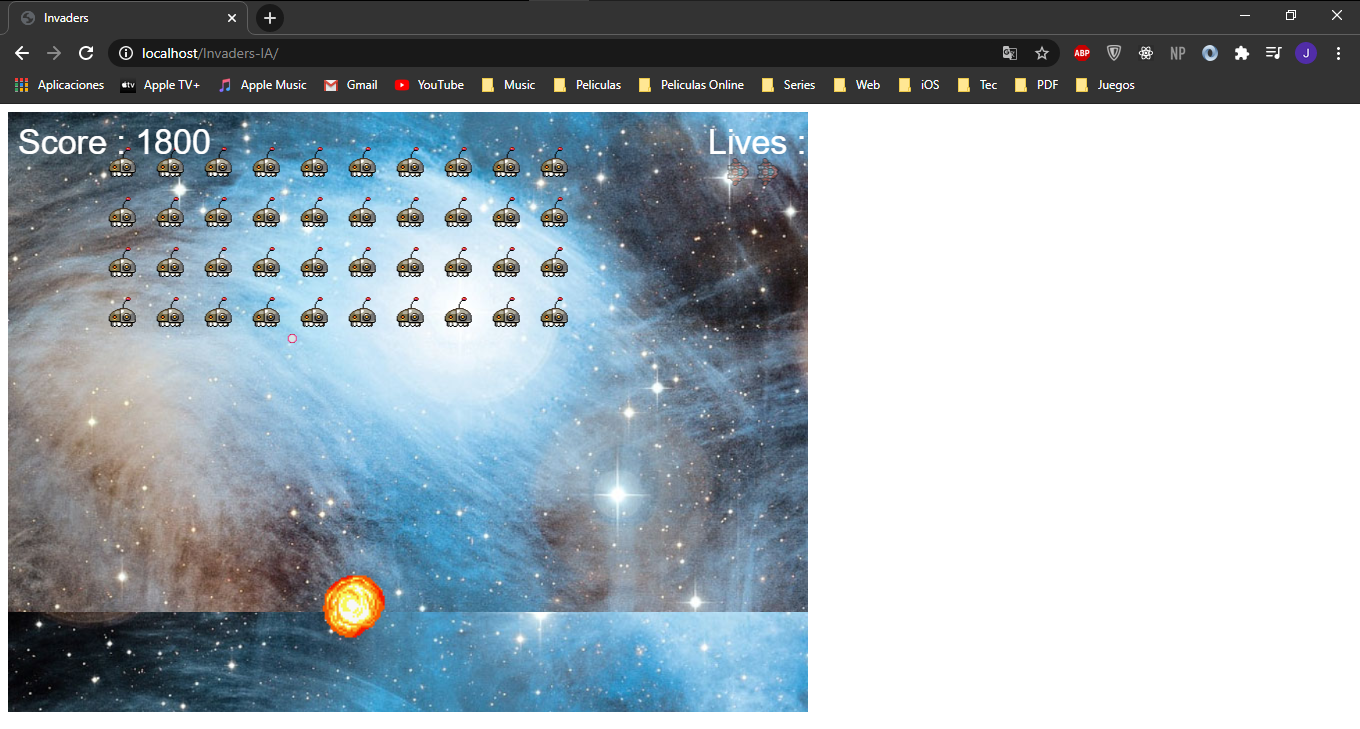 Invaders
localhost/Invaders-IA/
ABP
NP
J
Aplicaciones
tv
Apple TV+
Apple Music
Gmail
YouTube
Music
Peliculas
Peliculas Online
Series
Web
iOS
Tec
PDF
Juegos
Score : 1800
Lives :